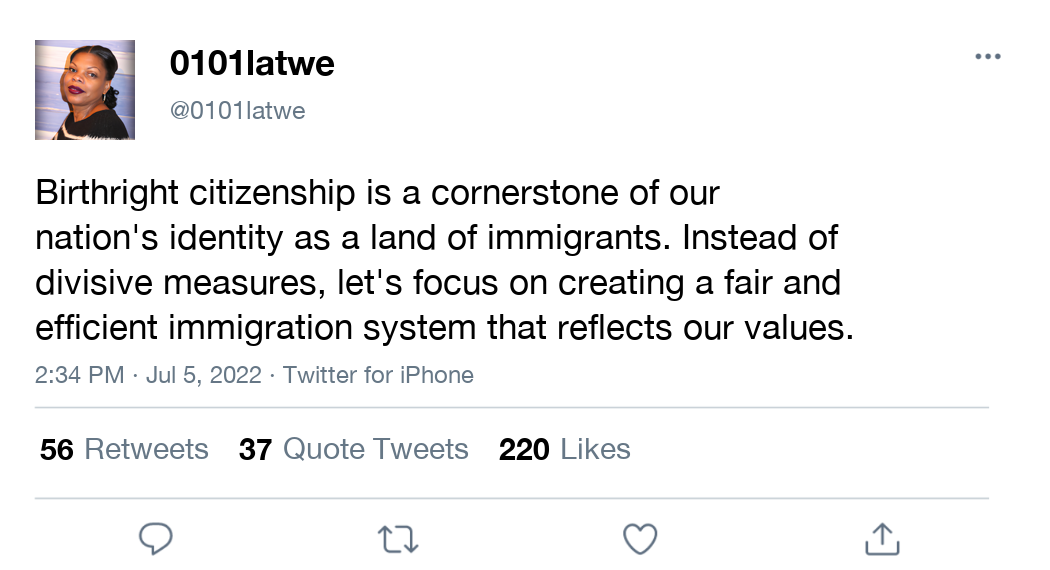 0101latwe
@0101latwe
Birthright citizenship is a cornerstone of our
nation's identity as a land of immigrants. Instead of
divisive measures, let's focus on creating a fair and
efficient immigration system that reflects our values.
2:34 PM · Jul 5, 2022 · Twitter for iPhone
56 Retweets 37 Quote Tweets 220 Likes